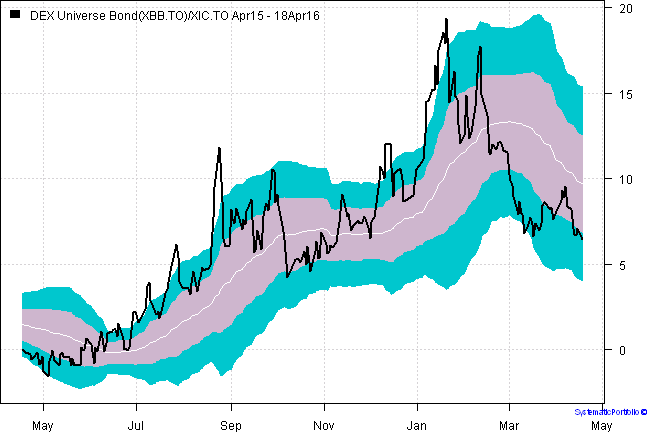 DEX Universe Bond(XBB.TO)/XIC.TO Apr15 - 18Apr16
20
15
10
5
0
May Jul Sep Nov Jan Mar May
SystematicPortfolio ©